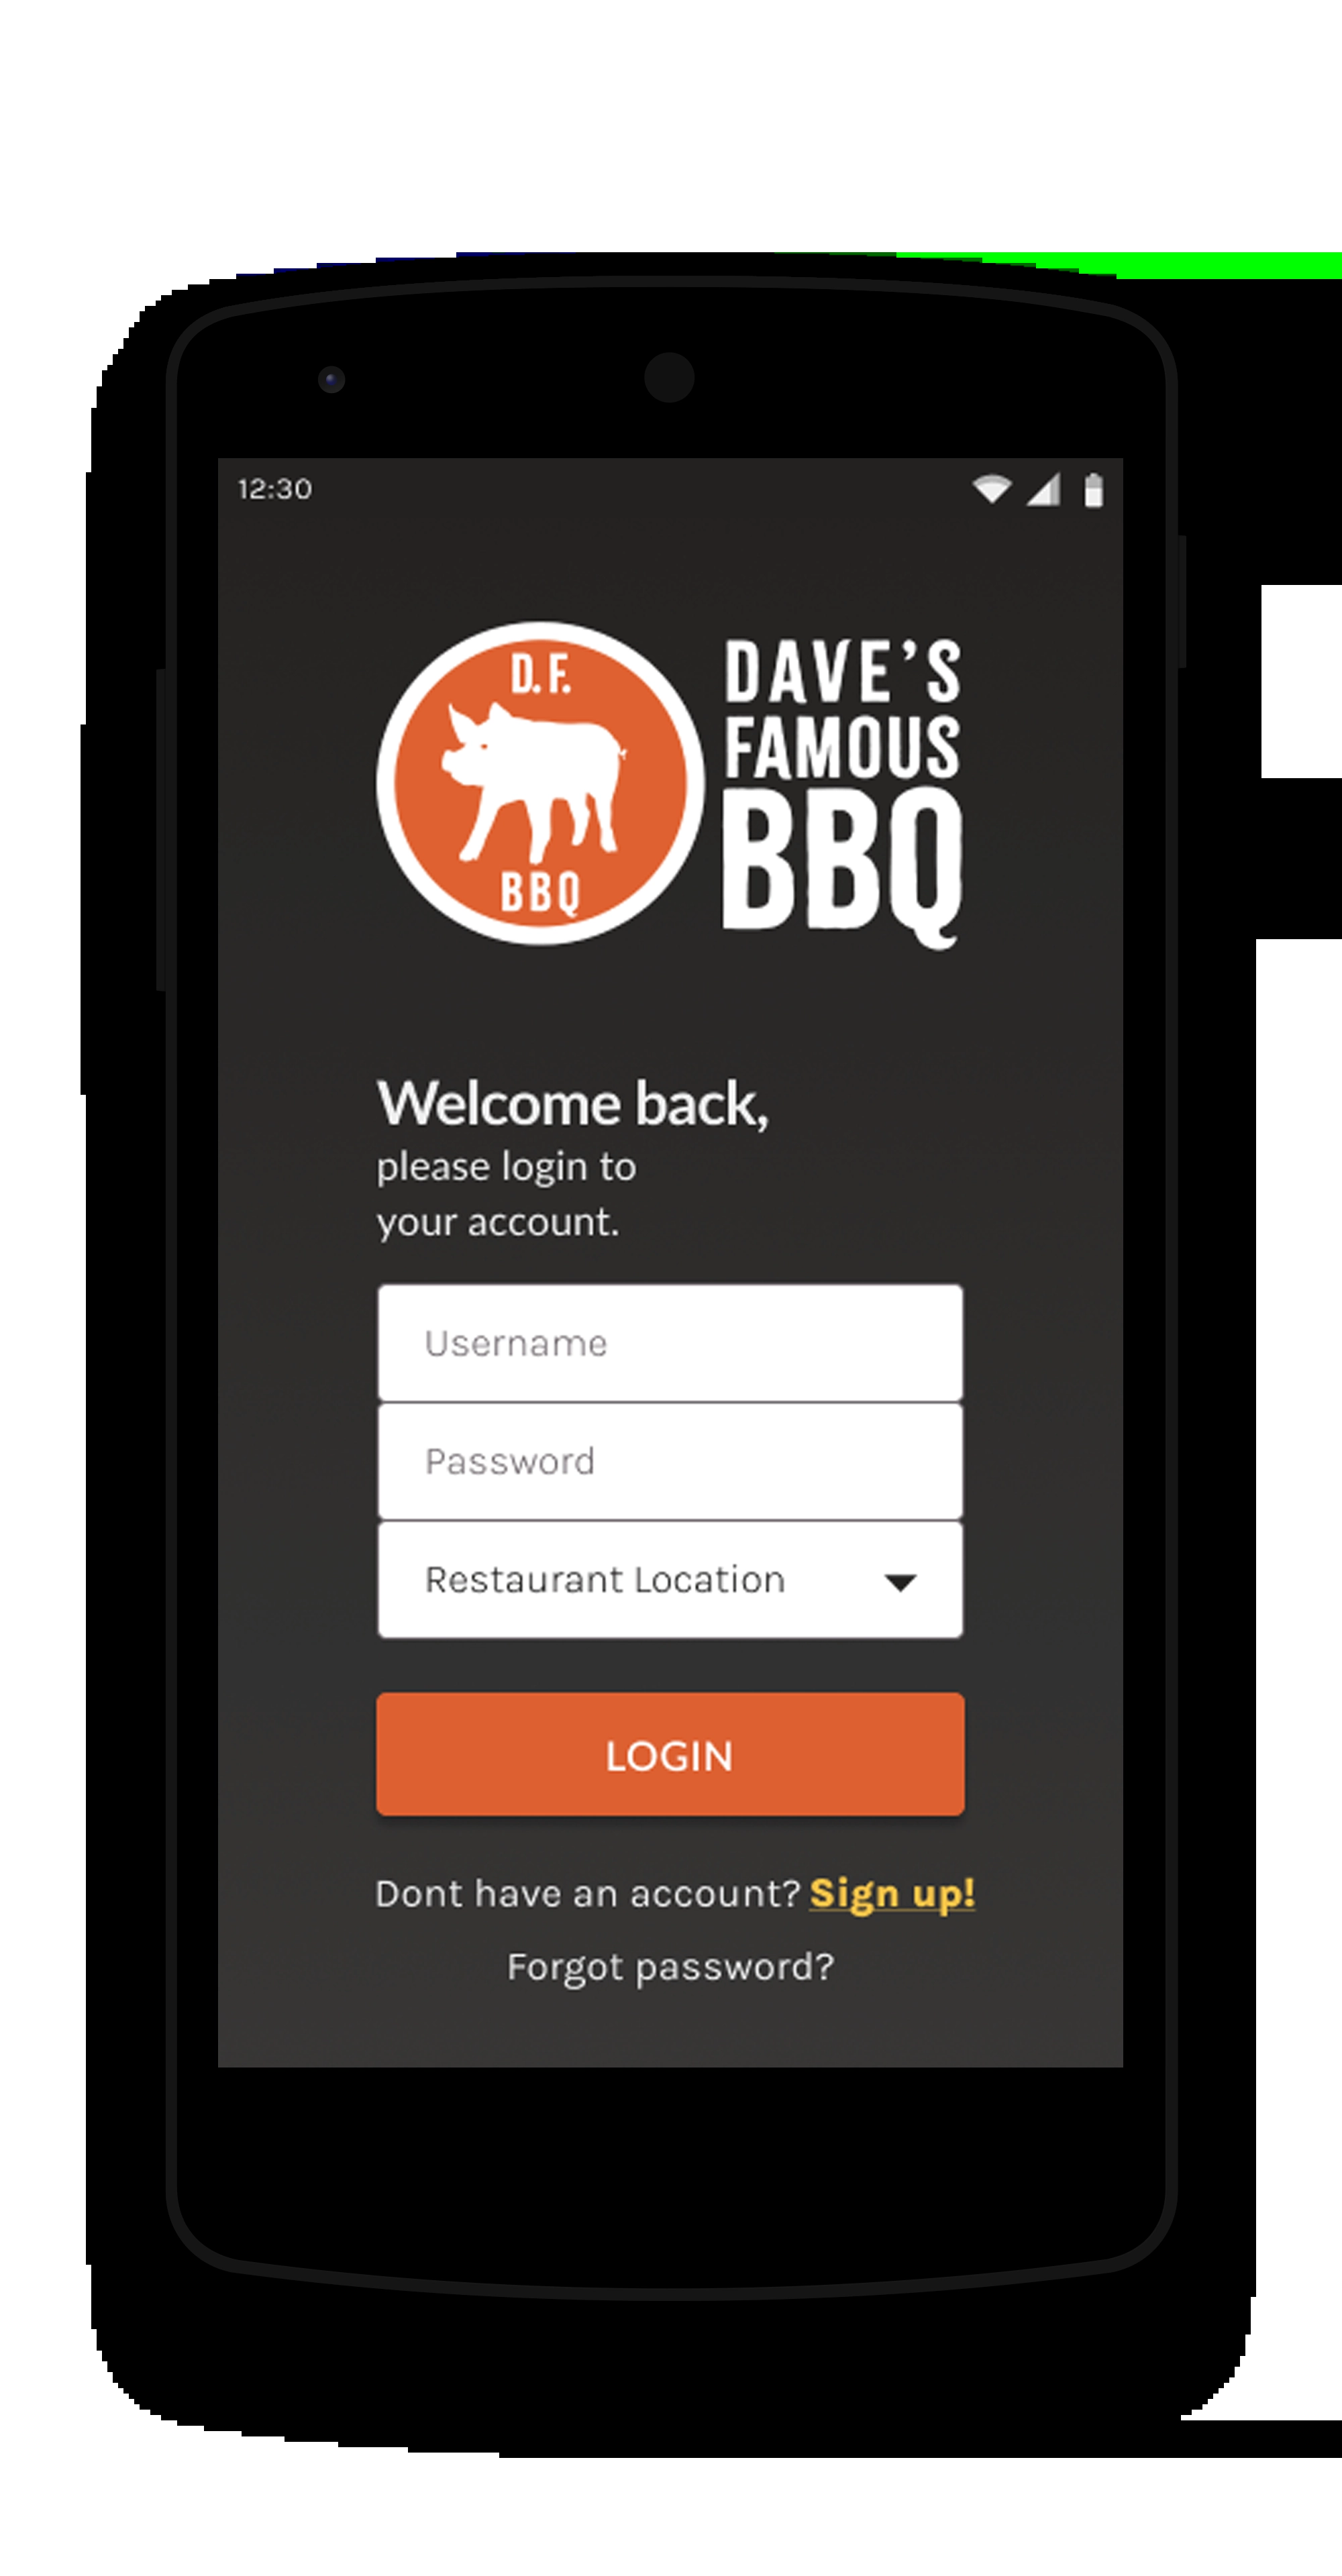 12:30
D.F.
BBQ
DAVE'S
FAMOUS
BBQ
Welcome back,
please login to
your account.
Username
Password
Restaurant Location
LOGIN
Dont have an account? Sign up!
Forgot password?